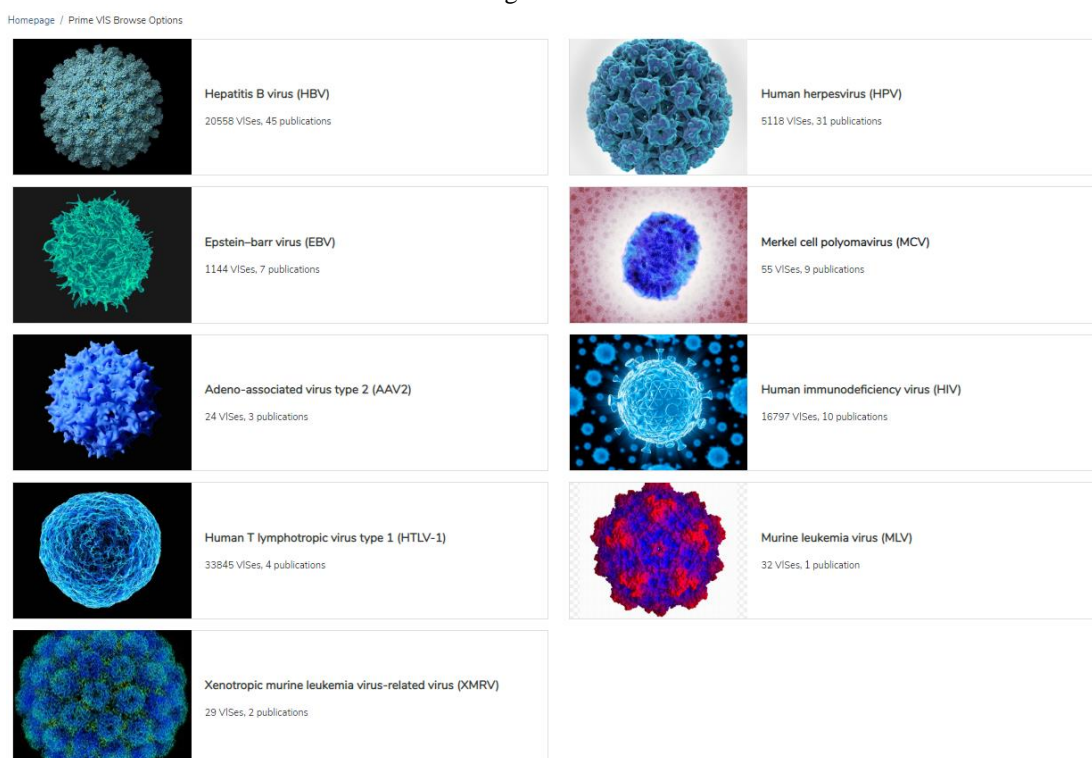 Homepage / Prime VIS Browse Options
Hepatitis B virus (HBV)
20558 VISes, 45 publications
Human herpesvirus (HPV)
5118 VISes, 31 publications
Epstein–barr virus (EBV)
1144 VISes, 7 publications
Merkel cell polyomavirus (MCV)
55 VISes, 9 publications
Adeno-associated virus type 2 (AAV2)
24 VISes, 3 publications
Human immunodeficiency virus (HIV)
16797 VISes, 10 publications
Human T lymphotropic virus type 1 (HTLV-1)
33845 VISes, 4 publications
Murine leukemia virus (MLV)
32 VISes, 1 publication
Xenotropic murine leukemia virus-related virus (XMRV)
29 VISes, 2 publications